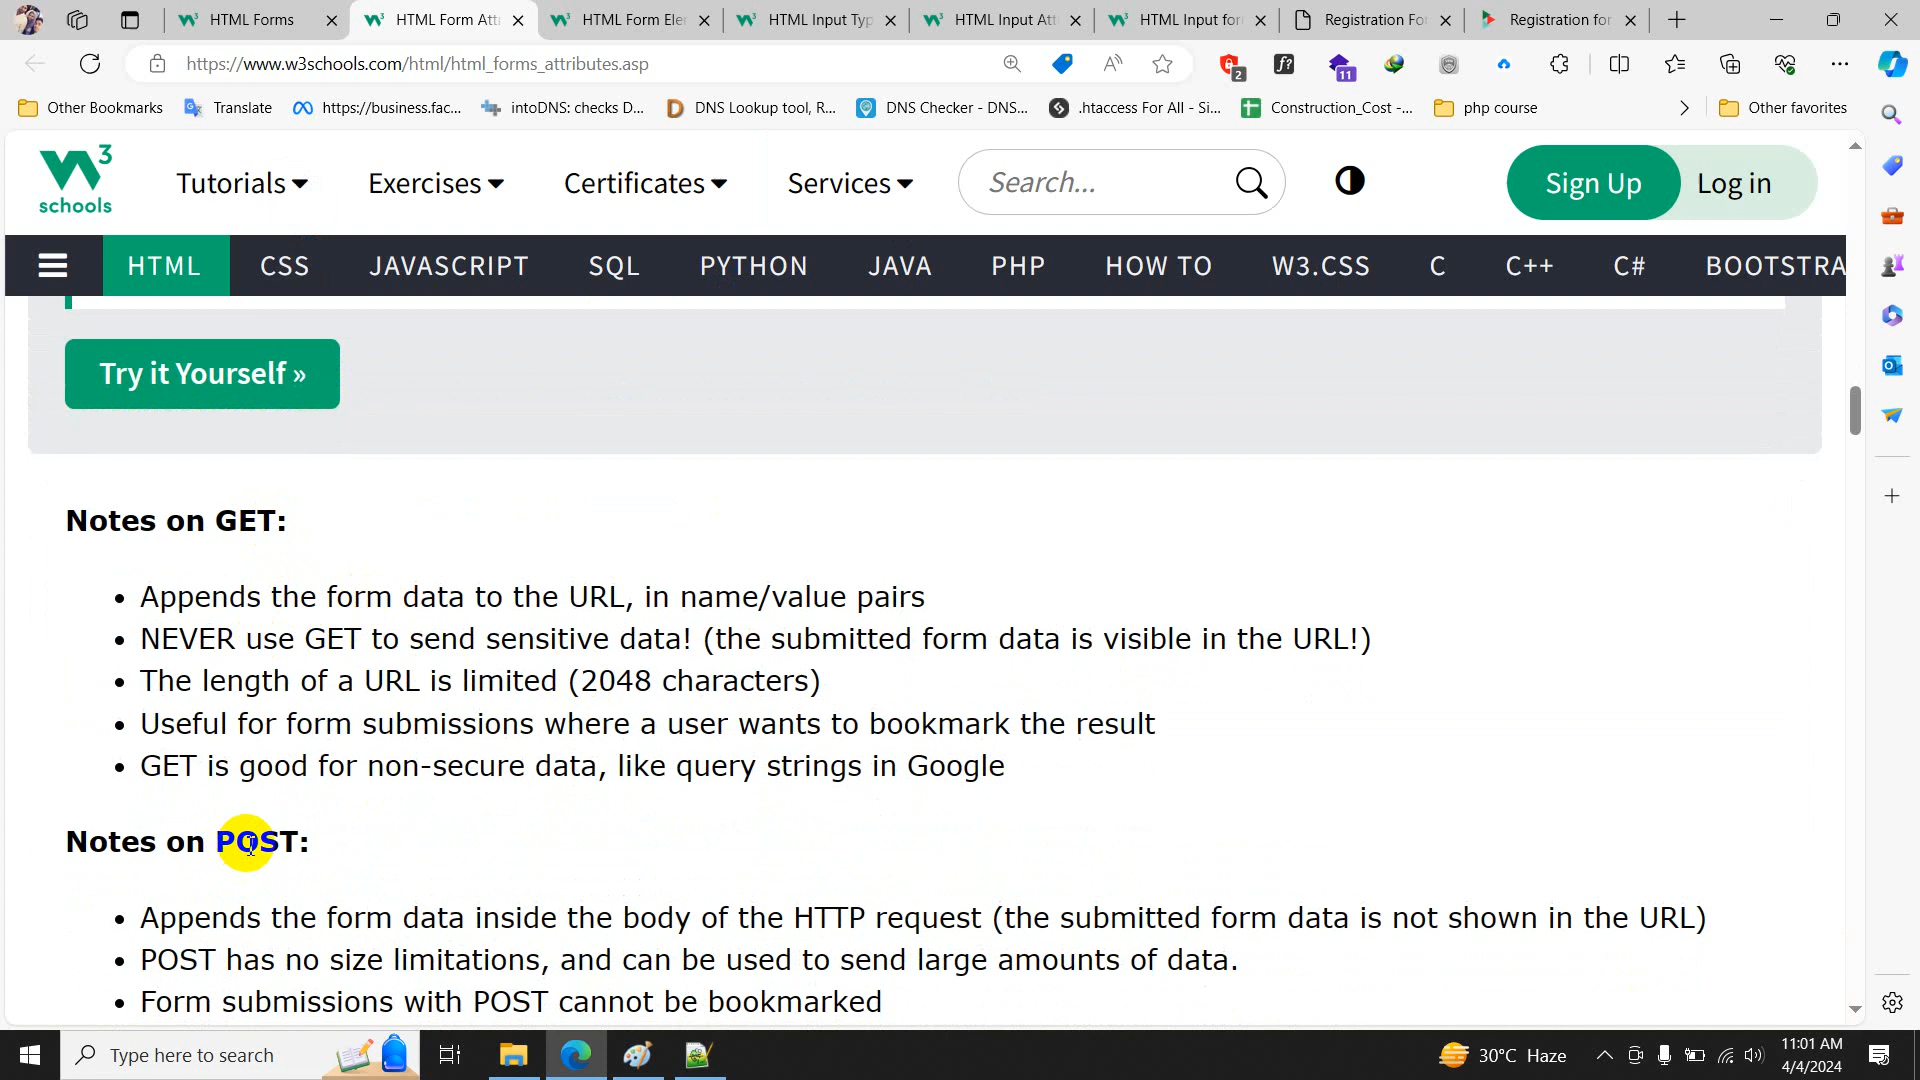 HTML Forms
HTML Form Att
HTML Form Eler
HTML Input Typ
HTML Input Att
HTML Input for
Registration Fo
Registration for
https://www.w3schools.com/html/html_forms_attributes.asp
2
f?
11
Other Bookmarks
Translate
https://business.fac...
intoDNS: checks D...
DNS Lookup tool, R...
DNS Checker - DNS...
.htaccess For All - Si...
Construction_Cost -...
php course
Other favorites
W3
schools
Tutorials
Exercises
Certificates
Services
Search...
Sign Up
Log in
HTML
CSS
JAVASCRIPT
SQL
PYTHON
JAVA
PHP
HOW TO
W3.CSS
C
C++
C#
BOOTSTRA
Try it Yourself »
Notes on GET:
• Appends the form data to the URL, in name/value pairs
• NEVER use GET to send sensitive data! (the submitted form data is visible in the URL!)
• The length of a URL is limited (2048 characters)
• Useful for form submissions where a user wants to bookmark the result
• GET is good for non-secure data, like query strings in Google
Notes on POST:
• Appends the form data inside the body of the HTTP request (the submitted form data is not shown in the URL)
• POST has no size limitations, and can be used to send large amounts of data.
• Form submissions with POST cannot be bookmarked
Type here to search
30°C Haze
11:01 AM
4/4/2024